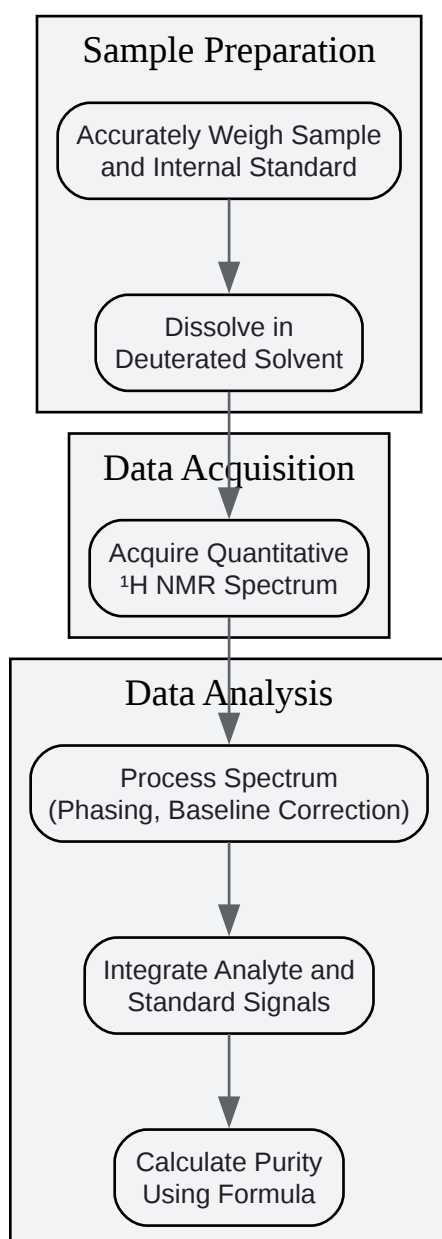 Sample Preparation
Accurately Weigh Sample
and Internal Standard
Dissolve in
Deuterated Solvent
Data Acquisition
Acquire Quantitative
¹H NMR Spectrum
Data Analysis
Process Spectrum
(Phasing, Baseline Correction)
Integrate Analyte and
Standard Signals
Calculate Purity
Using Formula